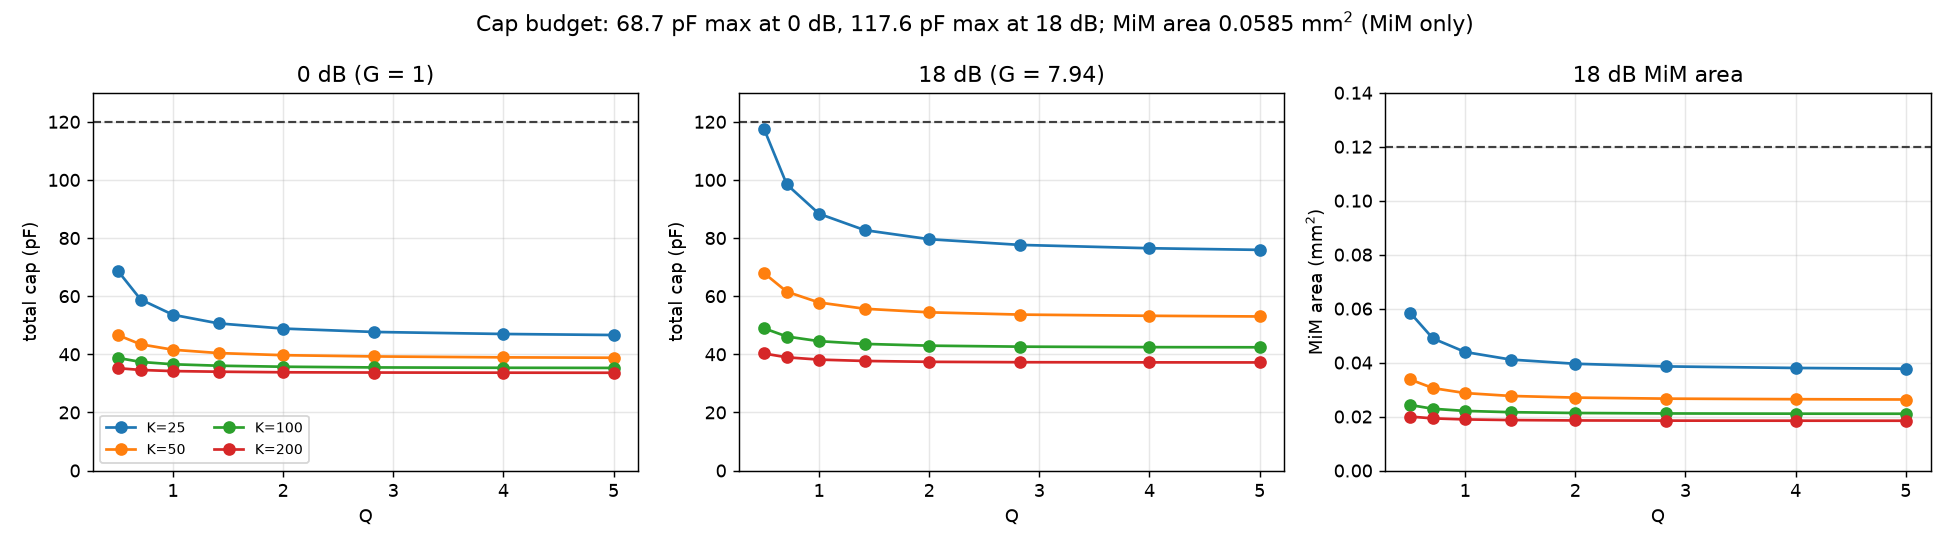 Cap budget: 68.7 pF max at 0 dB, 117.6 pF max at 18 dB; MiM area 0.0585 mm² (MiM only)
0 dB (G = 1)
total cap (pF)
120
100
80
60
40
20
0
K=25
K=50
K=100
K=200
1
2
3
4
5
Q
18 dB (G = 7.94)
total cap (pF)
120
100
80
60
40
20
0
1
2
3
4
5
Q
18 dB MiM area
MiM area (mm²)
0.14
0.12
0.10
0.08
0.06
0.04
0.02
0.00
1
2
3
4
5
Q